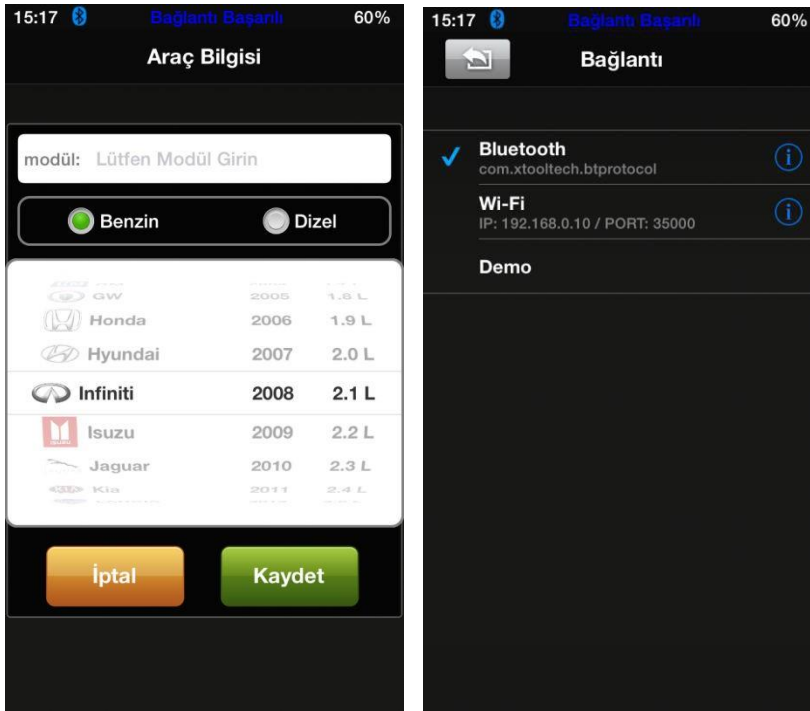 15:17 Bağlantı Başarılı 60%
Araç Bilgisi
modül: Lütfen Modül Girin
Benzin Dizel
GW 2005 1.8 L
Honda 2006 1.9 L
Hyundai 2007 2.0 L
Infiniti 2008 2.1 L
Isuzu 2009 2.2 L
Jaguar 2010 2.3 L
Kia 2011 2.4 L
İptal Kaydet
15:17 Bağlantı Başarılı 60%
Bağlantı
Bluetooth
com.xtooltech.btprotocol
Wi-Fi
IP: 192.168.0.10 / PORT: 35000
Demo